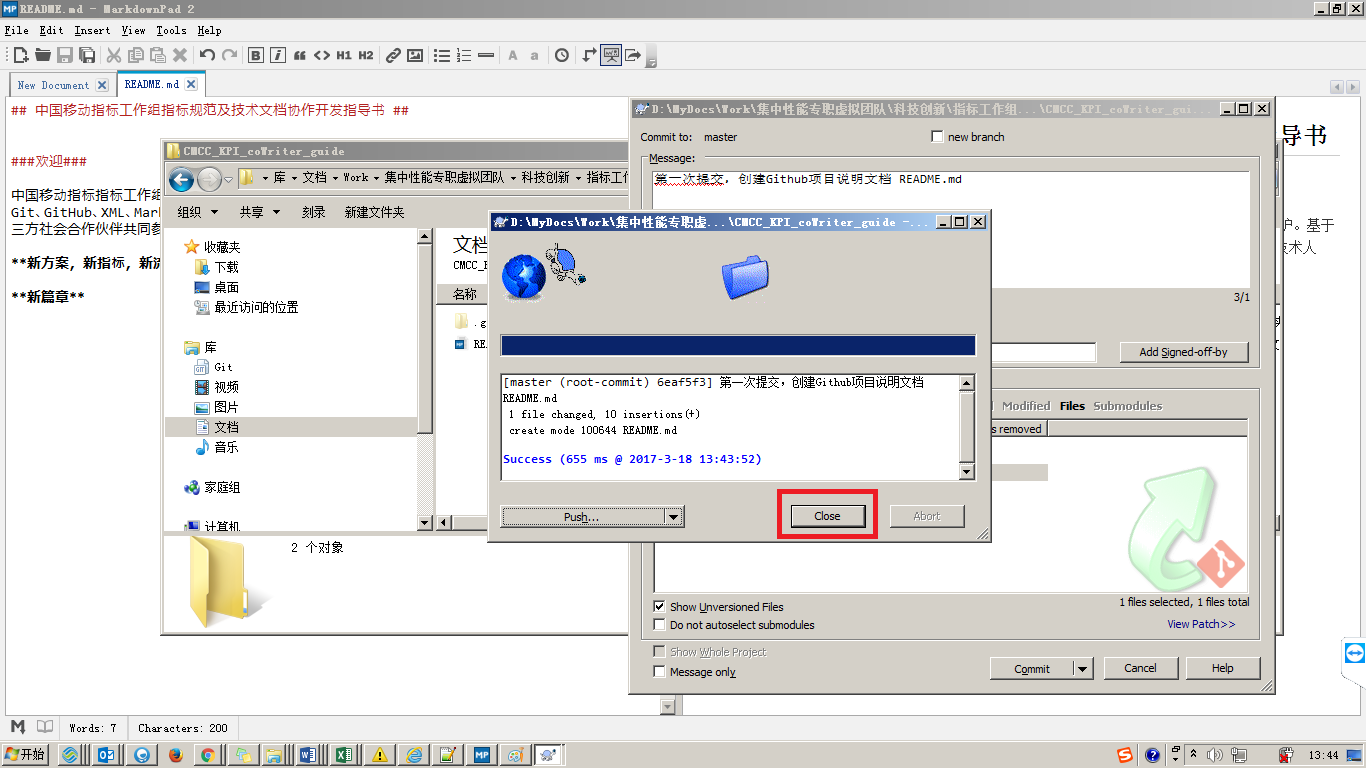 README.md - MarkdownPad 2
File Edit Insert View Tools Help
B i “ <> H1 H2 A a
New Document README.md
## 中国移动指标工作组指标规范及技术文档协作开发指导书 ##
###欢迎###
中国移动指标指标工作组
Git、GitHub、XML、Mar
三方社会合作伙伴共同参
**新方案，新指标，新
**新篇章**
导书
护。基于
技术人
CMCC_KPI_coWriter_guide
库 文档 Work 集中性能专职虚拟团队 科技创新 指标工
组织 共享 刻录 新建文件夹
收藏夹
下载
桌面
最近访问的位置
库
Git
视频
图片
文档
音乐
家庭组
计算机
文档
CMCC_K
名称
.g
RE
2 个对象
D:\MyDocs\Work\集中性能专职虚拟团队\科技创新\指标工作组...\CMCC_KPI_coWriter_gui...
Commit to: master new branch
Message:
第一次提交，创建Github项目说明文档 README.md
3/1
Add Signed-off-by
Modified Files Submodules
s removed
1 files selected, 1 files total
View Patch>>
Show Unversioned Files
Do not autoselect submodules
Show Whole Project
Message only
Commit Cancel Help
D:\MyDocs\Work\集中性能专职虚...\CMCC_KPI_coWriter_guide -...
[master (root-commit) 6eaf5f3] 第一次提交，创建Github项目说明文档
README.md
1 file changed, 10 insertions(+)
create mode 100644 README.md
Success (655 ms @ 2017-3-18 13:43:52)
Push... Close Abort
Words: 7 Characters: 200
开始
13:44